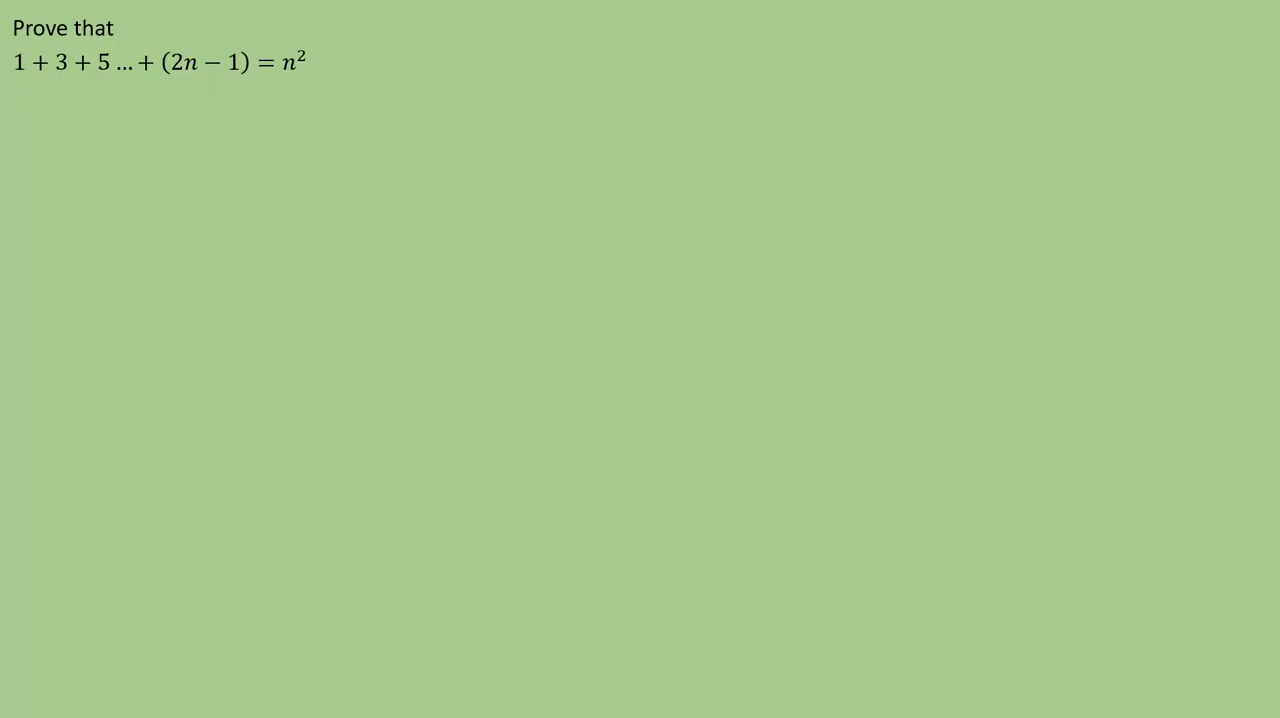 Prove that
1 + 3 + 5 … + (2n − 1) = n²